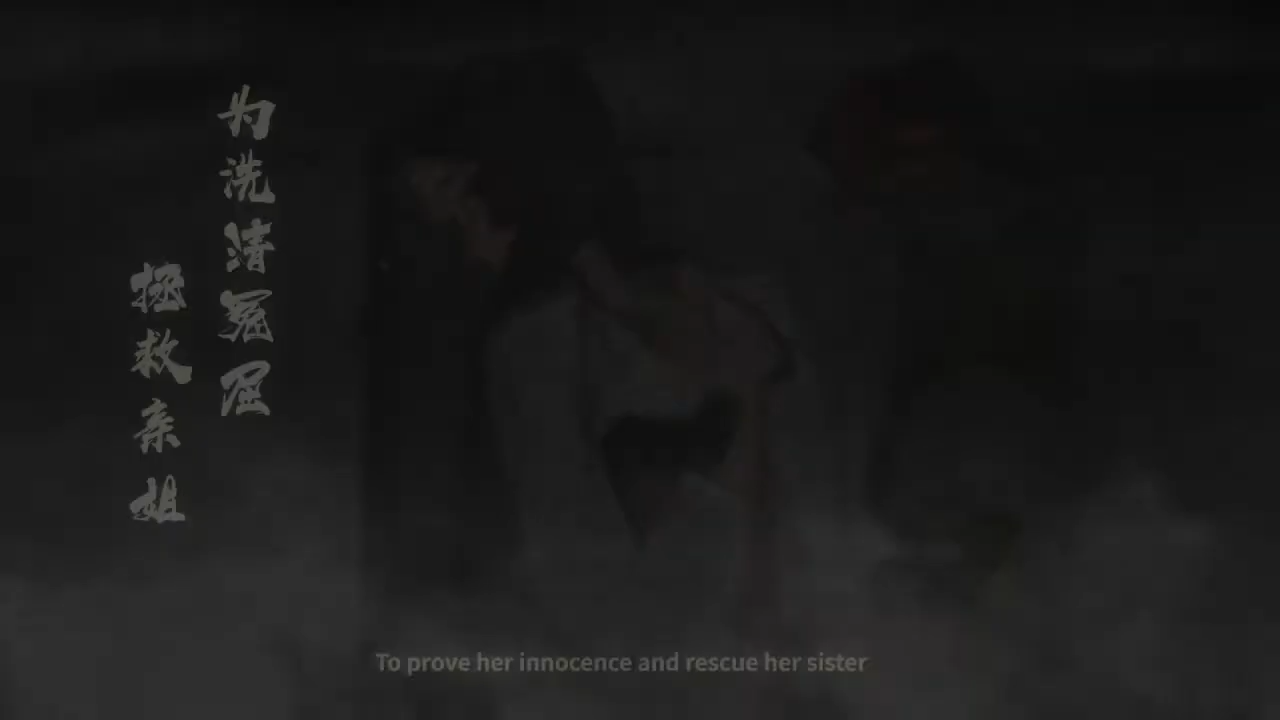 为洗清冤屈
拯救亲姐
To prove her innocence and rescue her sister